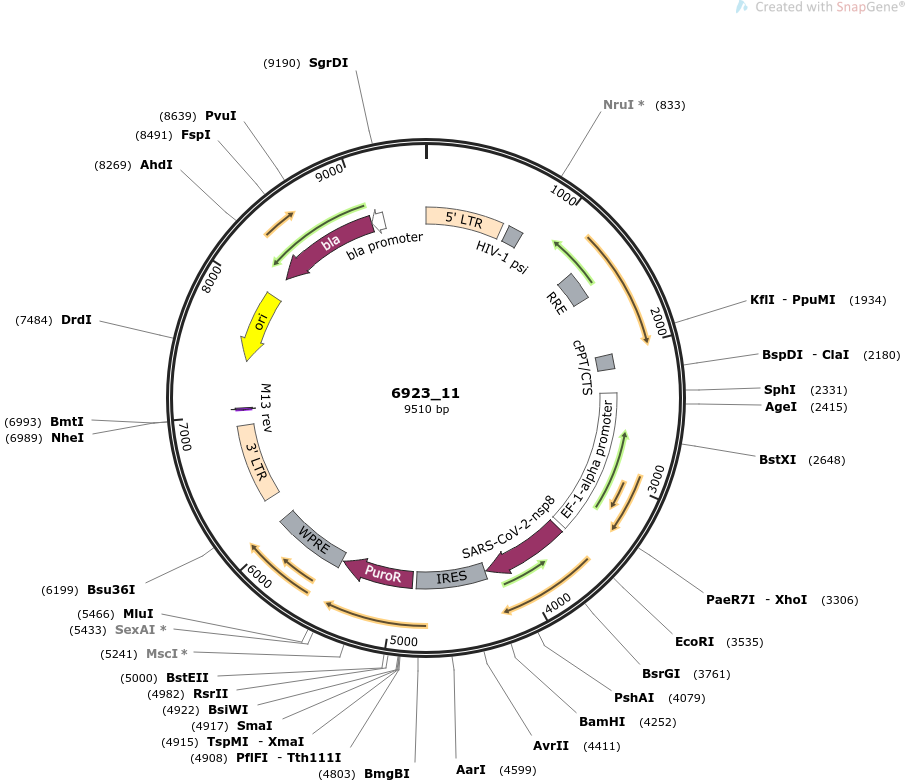 Created with SnapGene®
(9190) SgrDI
NruI * (833)
(8639) PvuI
(8491) FspI
(8269) AhdI
9000
1000
5' LTR
HIV-1 psi
bla
bla promoter
RRE
8000
ori
KflI - PpuMI (1934)
2000
(7484) DrdI
BspDI - ClaI (2180)
cPPT/CTS
SphI (2331)
AgeI (2415)
6923_11
9510 bp
M13 rev
(6993) BmtI
(6989) NheI
7000
3' LTR
EF-1-alpha promoter
BstXI (2648)
3000
SARS-CoV-2-nsp8
WPRE
PuroR
IRES
6000
(6199) Bsu36I
PaeR7I - XhoI (3306)
4000
(5466) MluI
(5433) SexAI *
5000
EcoRI (3535)
(5241) MscI *
BsrGI (3761)
(5000) BstEII
(4982) RsrII
PshAI (4079)
(4922) BsiWI
(4917) SmaI
BamHI (4252)
(4915) TspMI - XmaI
AvrII (4411)
(4908) PflFI - Tth111I
(4803) BmgBI
AarI (4599)